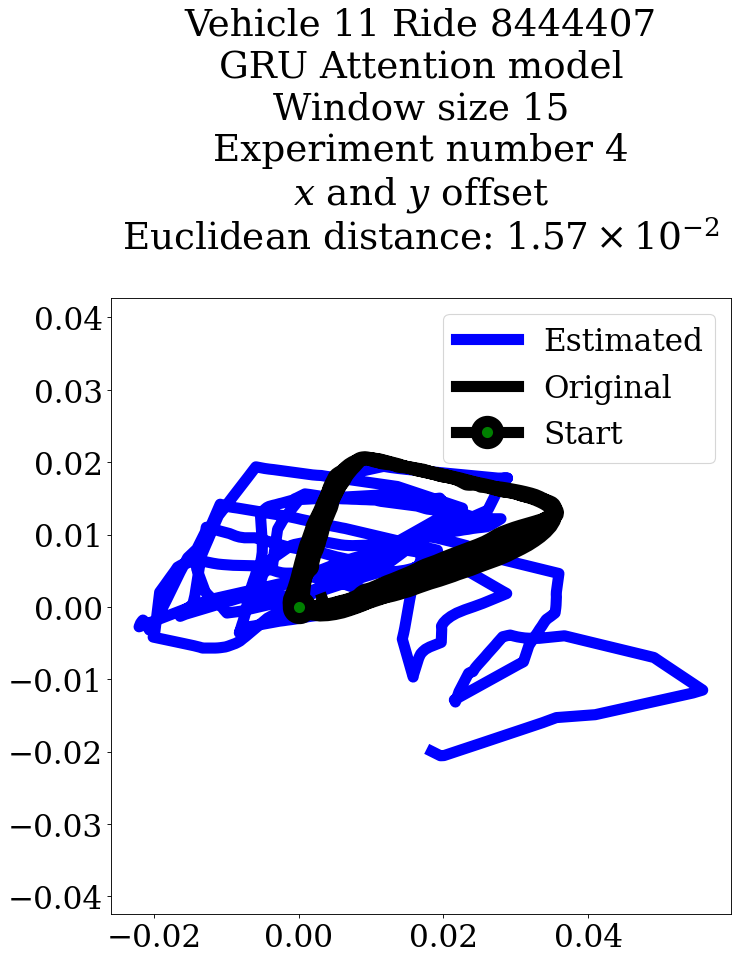 Vehicle 11 Ride 8444407
GRU Attention model
Window size 15
Experiment number 4
x and y offset
Euclidean distance: 1.57 × 10⁻²
Estimated
Original
Start
0.04
0.03
0.02
0.01
0.00
−0.01
−0.02
−0.03
−0.04
−0.02 0.00 0.02 0.04